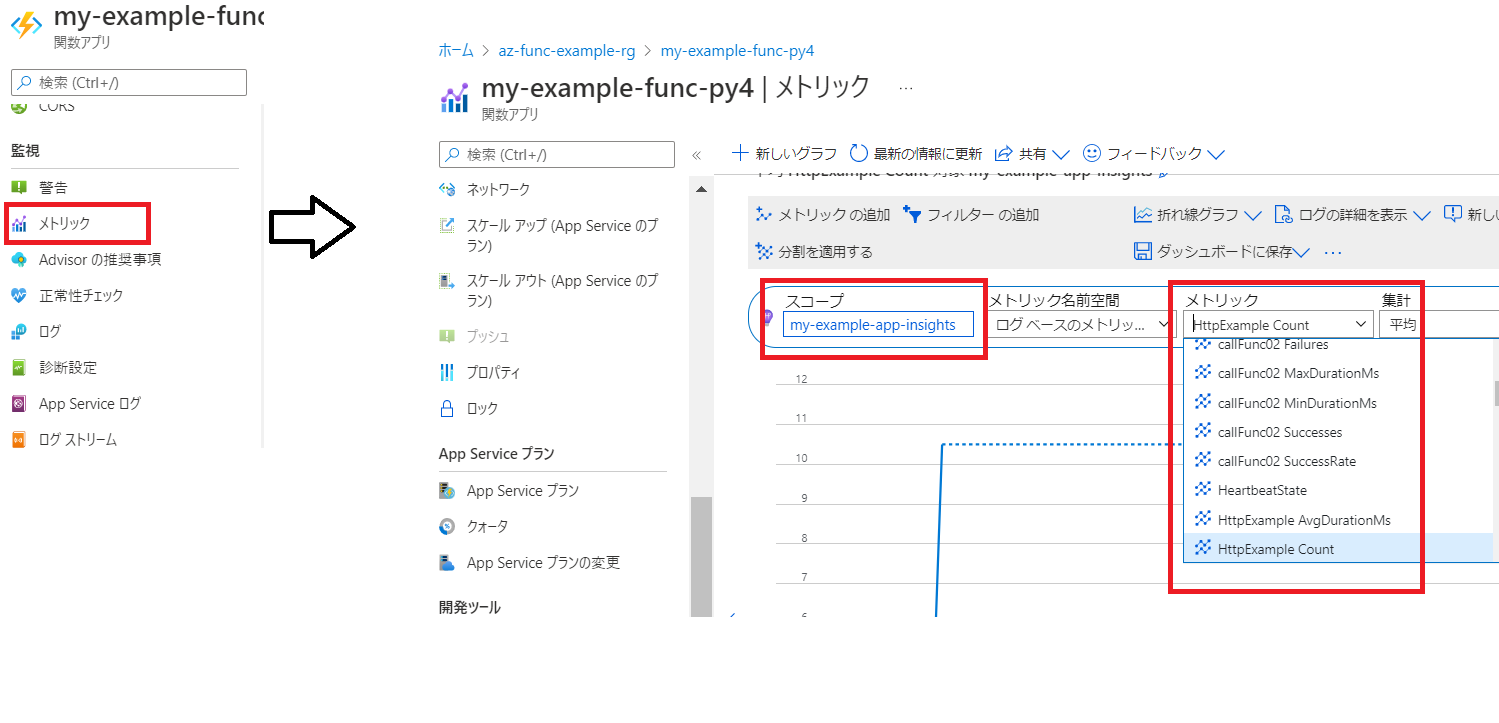 my-example-func
関数アプリ
検索 (Ctrl+/)
CORS
監視
警告
メトリック
Advisor の推奨事項
正常性チェック
ログ
診断設定
App Service ログ
ログ ストリーム
ホーム > az-func-example-rg > my-example-func-py4
my-example-func-py4 | メトリック ...
関数アプリ
検索 (Ctrl+/) «
ネットワーク
スケール アップ (App Service のプ
ラン)
スケール アウト (App Service のプ
ラン)
プッシュ
プロパティ
ロック
App Service プラン
App Service プラン
クォータ
App Service プランの変更
開発ツール
新しいグラフ 最新の情報に更新 共有 フィードバック
HttpExample Count 対象 my-example-app-insights
メトリック の追加 フィルター の追加 折れ線グラフ ログの詳細を表示 新し
分割を適用する ダッシュボードに保存 ...
スコープ メトリック名前空間 メトリック 集計
my-example-app-insights ログ ベースのメトリッ... HttpExample Count 平均
callFunc02 Failures
callFunc02 MaxDurationMs
callFunc02 MinDurationMs
callFunc02 Successes
callFunc02 SuccessRate
HeartbeatState
HttpExample AvgDurationMs
HttpExample Count
12
11
10
9
8
7
6